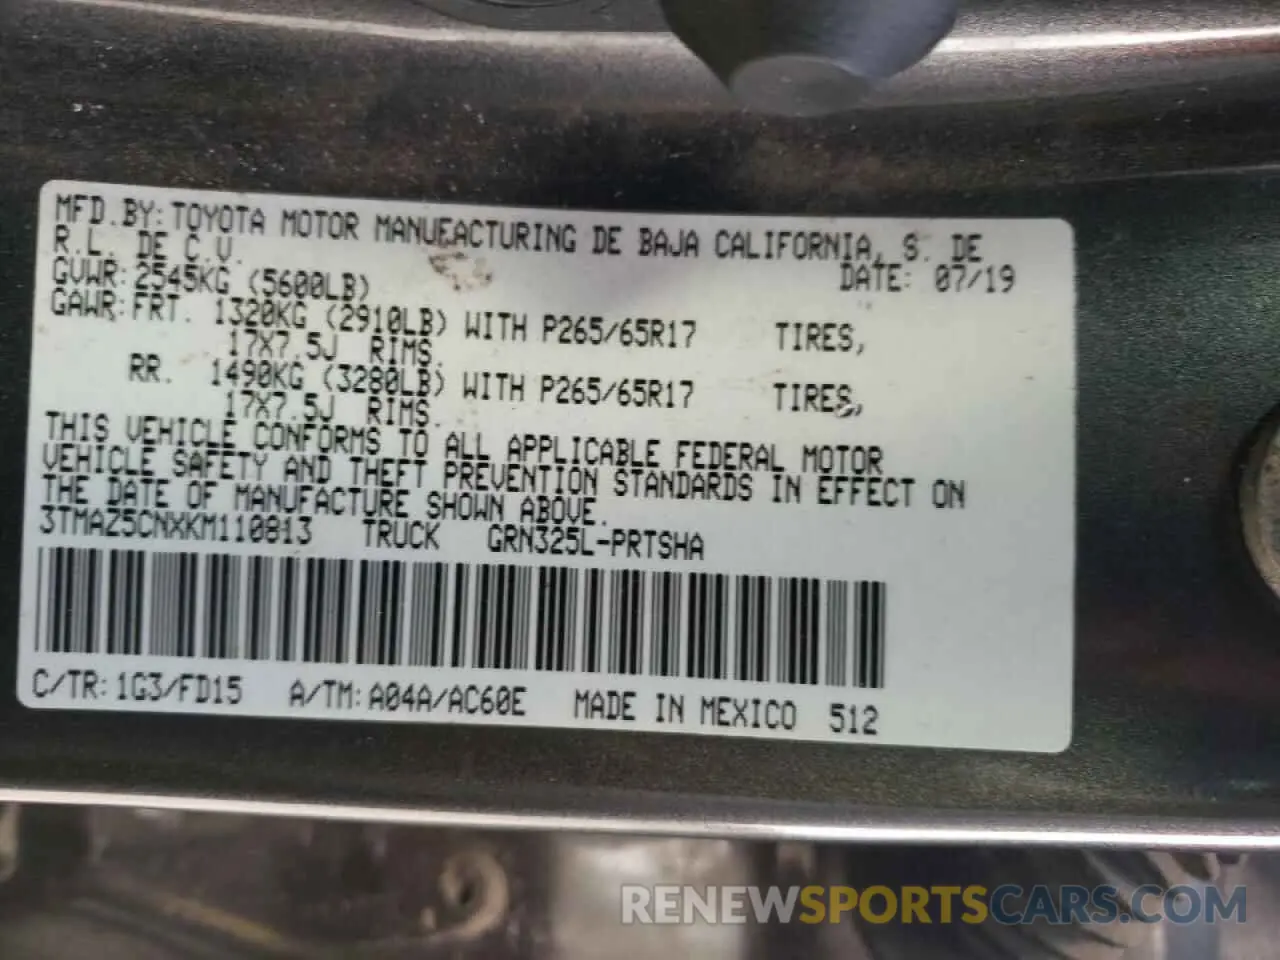 MFD.BY: TOYOTA MOTOR MANUFACTURING DE BAJA CALIFORNIA, S. DE
R.L. DE C.V. DATE: 07/19
GVWR: 2545KG (5600LB)
GAWR: FRT. 1320KG (2910LB) WITH P265/65R17 TIRES,
17X7.5J RIMS.
RR. 1490KG (3280LB) WITH P265/65R17 TIRES,
17X7.5J RIMS.
THIS VEHICLE CONFORMS TO ALL APPLICABLE FEDERAL MOTOR
VEHICLE SAFETY AND THEFT PREVENTION STANDARDS IN EFFECT ON
THE DATE OF MANUFACTURE SHOWN ABOVE.
3TMAZ5CNXKM110813 TRUCK GRN325L-PRTSHA
C/TR: 1G3/FD15 A/TM: A04A/AC60E MADE IN MEXICO 512
RENEWSPORTSCARS.COM